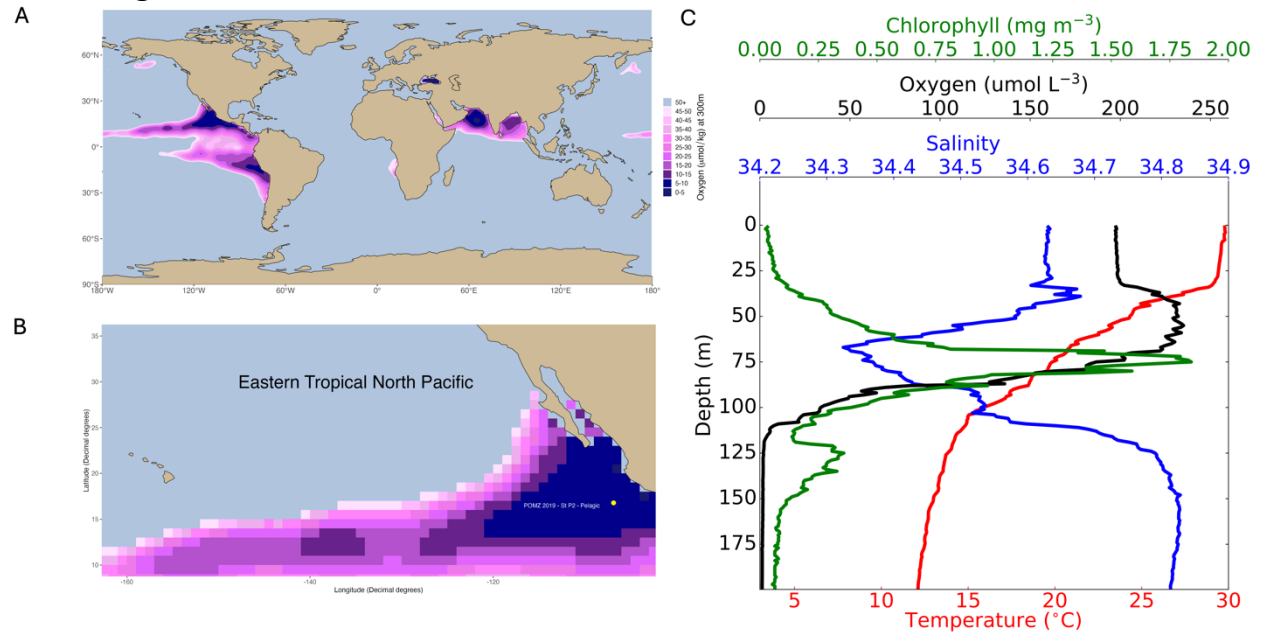 A
60°N
30°N
0°
30°S
60°S
90°S
180°W
120°W
60°W
0°
60°E
120°E
180°
50+
45-50
40-45
35-40
30-35
25-30
20-25
15-20
10-15
5-10
0-5
Oxygen (umol/kg) at 300m
B
Eastern Tropical North Pacific
POMZ 2019 - St P2 - Pelagic
35
30
25
20
15
10
Latitude (Decimal degrees)
-160
-140
-120
Longitude (Decimal degrees)
C
Chlorophyll (mg m⁻³)
0.00 0.25 0.50 0.75 1.00 1.25 1.50 1.75 2.00
Oxygen (umol L⁻³)
0 50 100 150 200 250
Salinity
34.2 34.3 34.4 34.5 34.6 34.7 34.8 34.9
0
25
50
75
100
125
150
175
Depth (m)
5 10 15 20 25 30
Temperature (°C)